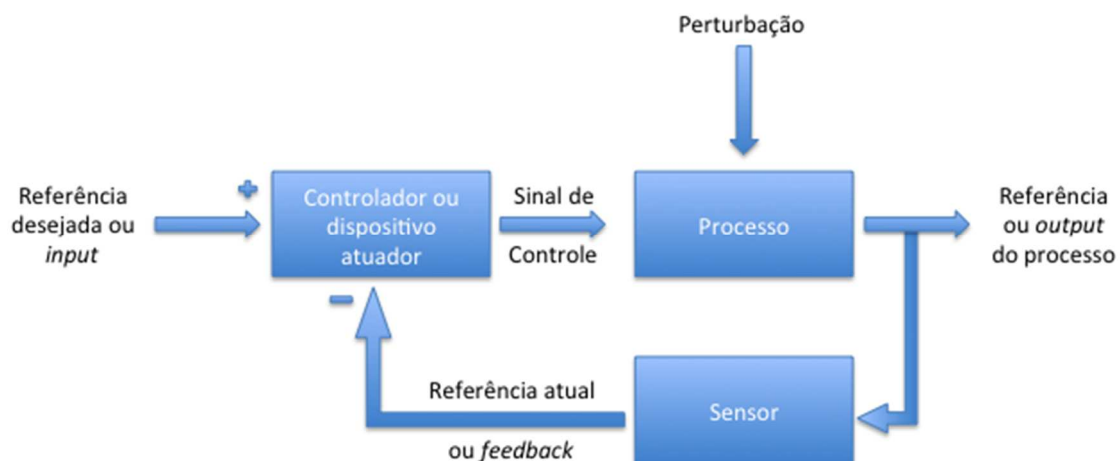 Perturbação
Referência
desejada ou
input
+
Controlador ou
dispositivo
atuador
Sinal de
Controle
Processo
Referência
ou output
do processo
–
Referência atual
ou feedback
Sensor